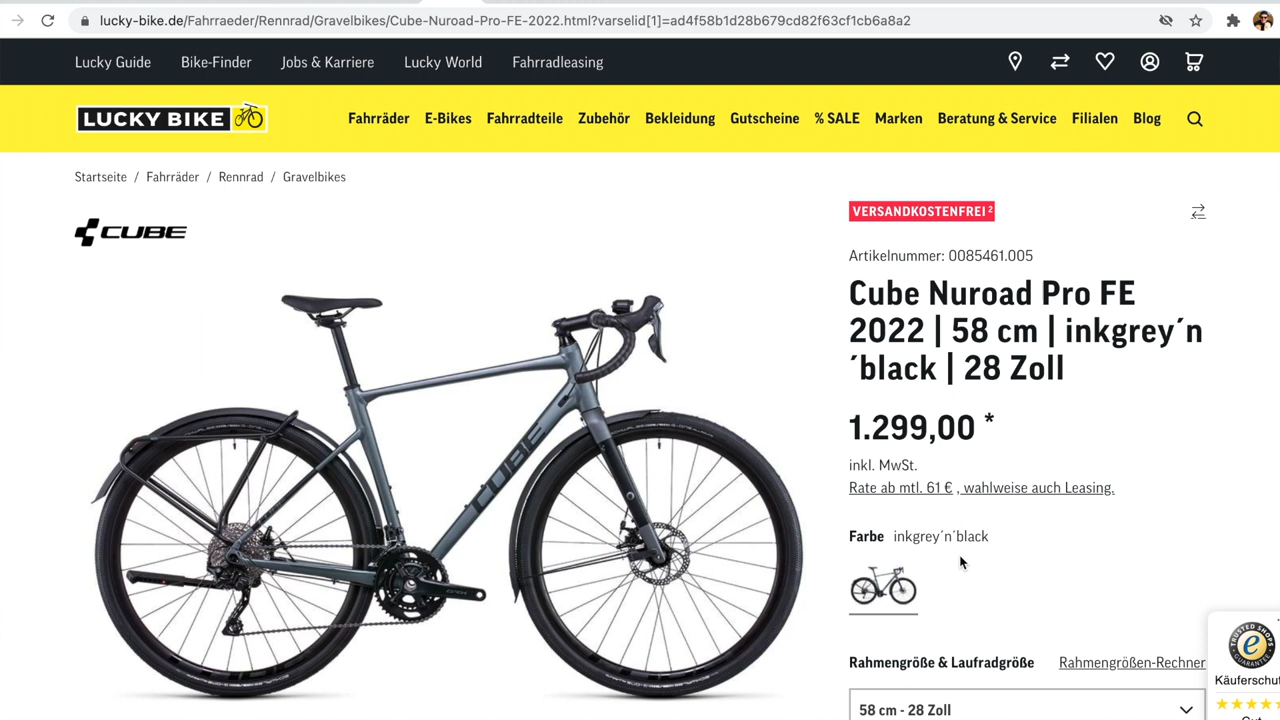 lucky-bike.de/Fahrraeder/Rennrad/Gravelbikes/Cube-Nuroad-Pro-FE-2022.html?varselid[1]=ad4f58b1d28b679cd82f63cf1cb6a8a2
Lucky Guide Bike-Finder Jobs & Karriere Lucky World Fahrradleasing
LUCKY BIKE Fahrräder E-Bikes Fahrradteile Zubehör Bekleidung Gutscheine % SALE Marken Beratung & Service Filialen Blog
Startseite / Fahrräder / Rennrad / Gravelbikes
CUBE
VERSANDKOSTENFREI²
Artikelnummer: 0085461.005
Cube Nuroad Pro FE
2022 | 58 cm | inkgrey´n
´black | 28 Zoll
1.299,00 *
inkl. MwSt.
Rate ab mtl. 61 € , wahlweise auch Leasing.
Farbe inkgrey´n´black
CUBE
Rahmengröße & Laufradgröße Rahmengrößen-Rechner
58 cm - 28 Zoll
TRUSTED SHOPS
e
GUARANTEE
Käuferschut